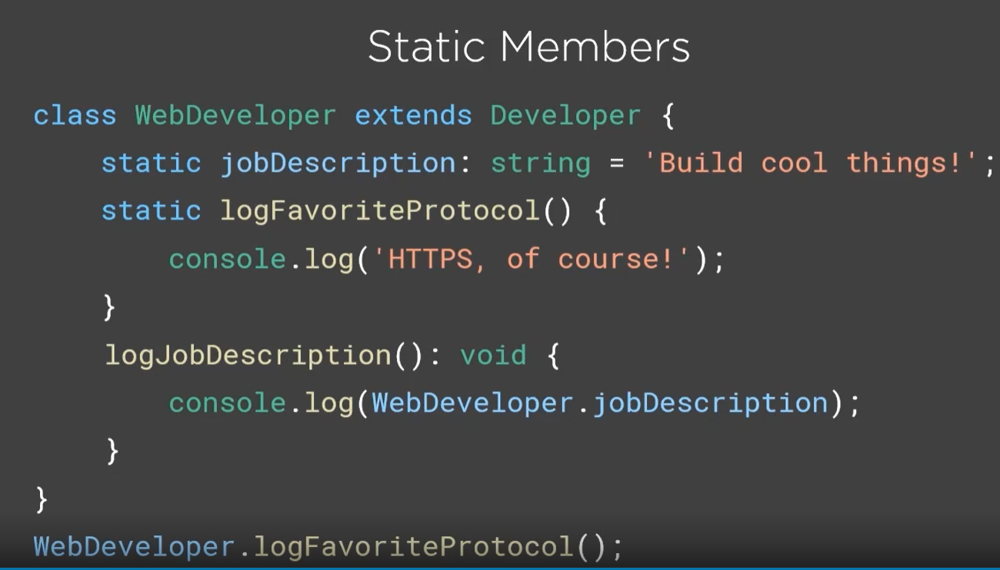 Static Members
class WebDeveloper extends Developer {
    static jobDescription: string = 'Build cool things!';
    static logFavoriteProtocol() {
        console.log('HTTPS, of course!');
    }
    logJobDescription(): void {
        console.log(WebDeveloper.jobDescription);
    }
}
WebDeveloper.logFavoriteProtocol();